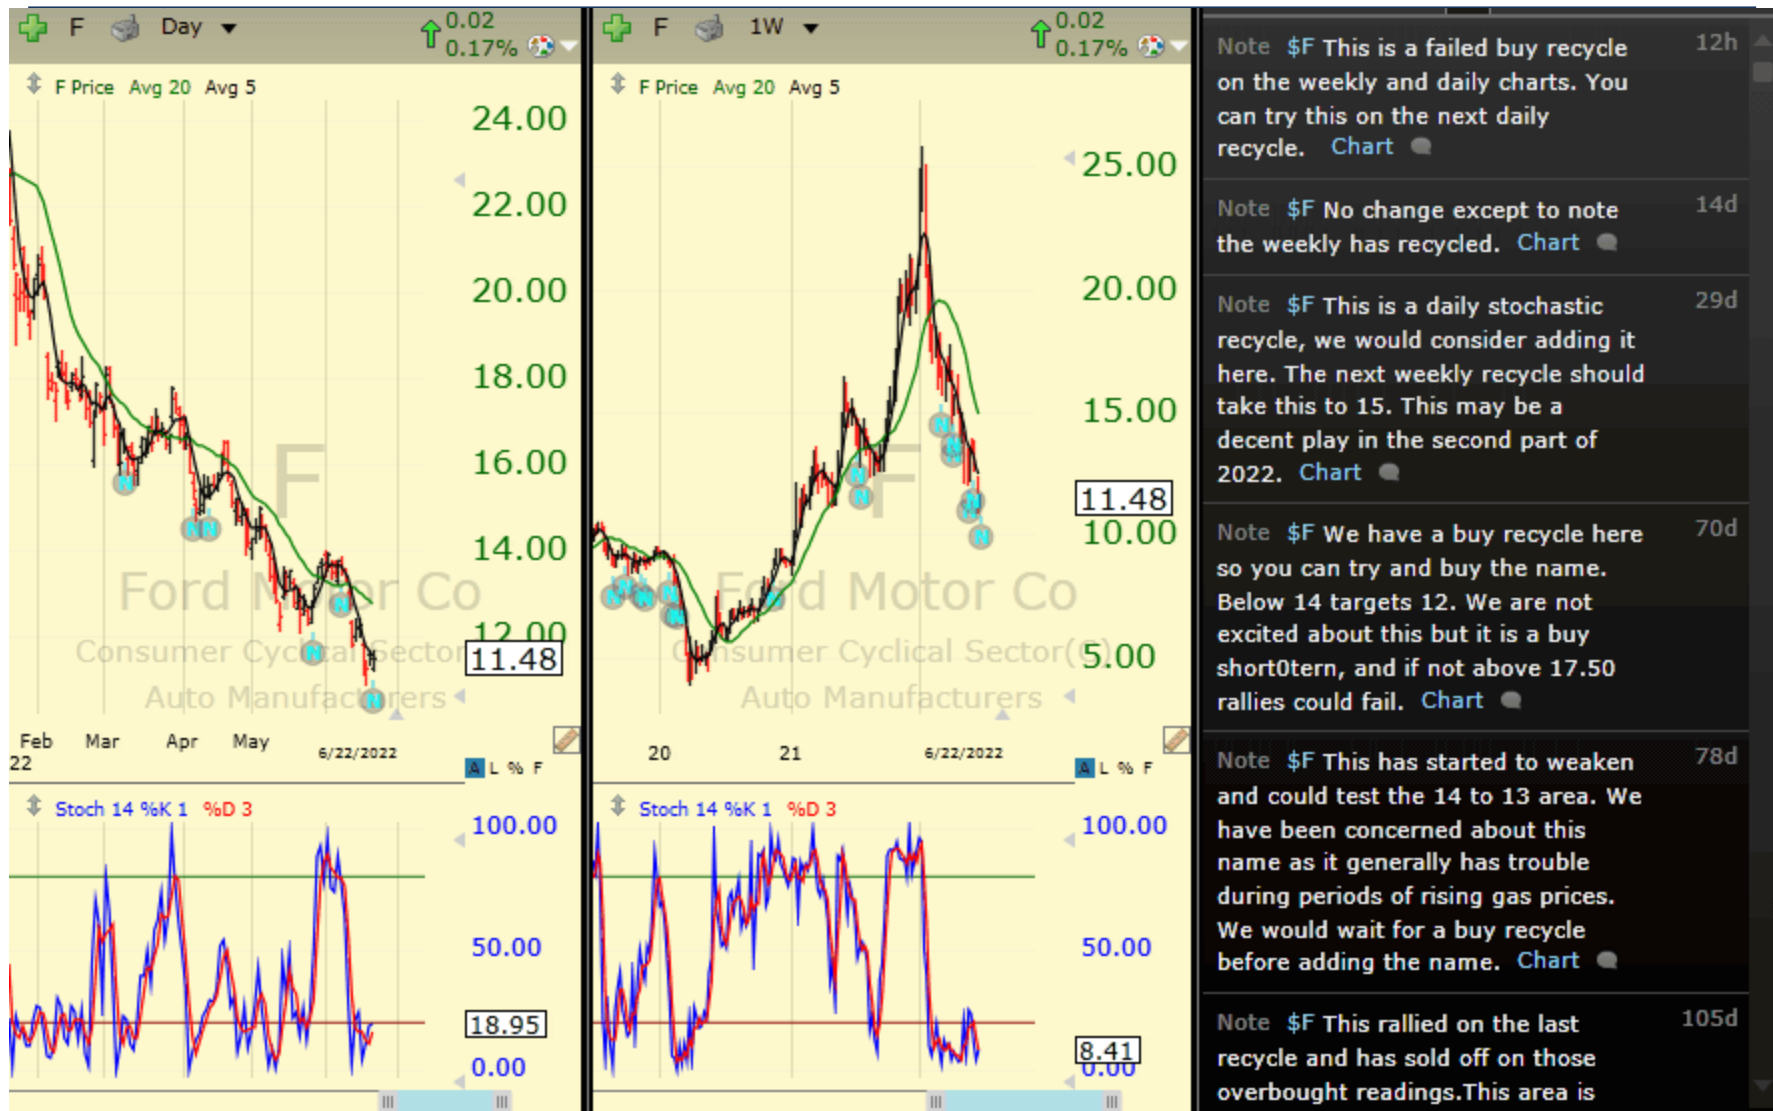 F Day 0.02
0.17%
F Price Avg 20 Avg 5
24.00
22.00
20.00
18.00
16.00
14.00
12.00
11.48
F
Ford Motor Co
Consumer Cyclical Sector
Auto Manufacturers
Feb Mar Apr May 6/22/2022
22
A L % F
Stoch 14 %K 1 %D 3
100.00
50.00
18.95
0.00
F 1W 0.02
0.17%
F Price Avg 20 Avg 5
25.00
20.00
15.00
11.48
10.00
5.00
F
Ford Motor Co
Consumer Cyclical Sector(C)
Auto Manufacturers
20 21 6/22/2022
A L % F
Stoch 14 %K 1 %D 3
100.00
50.00
8.41
0.00
Note $F This is a failed buy recycle 12h
on the weekly and daily charts. You
can try this on the next daily
recycle. Chart
Note $F No change except to note 14d
the weekly has recycled. Chart
Note $F This is a daily stochastic 29d
recycle, we would consider adding it
here. The next weekly recycle should
take this to 15. This may be a
decent play in the second part of
2022. Chart
Note $F We have a buy recycle here 70d
so you can try and buy the name.
Below 14 targets 12. We are not
excited about this but it is a buy
short0tern, and if not above 17.50
rallies could fail. Chart
Note $F This has started to weaken 78d
and could test the 14 to 13 area. We
have been concerned about this
name as it generally has trouble
during periods of rising gas prices.
We would wait for a buy recycle
before adding the name. Chart
Note $F This rallied on the last 105d
recycle and has sold off on those
overbought readings.This area is